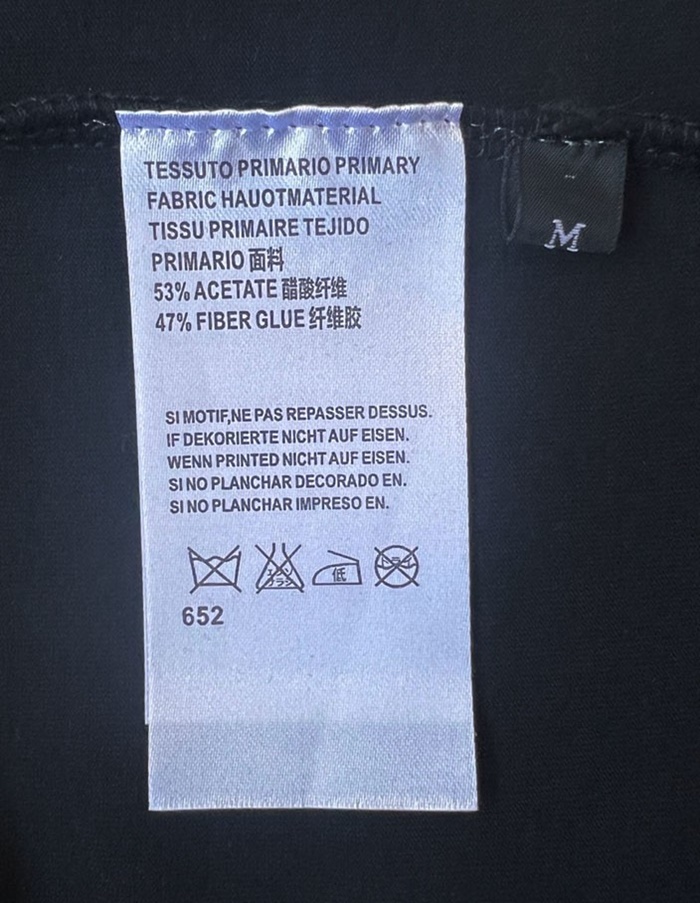 TESSUTO PRIMARIO PRIMARY
FABRIC HAUOTMATERIAL
TISSU PRIMAIRE TEJIDO
PRIMARIO 面料
53% ACETATE 醋酸纤维
47% FIBER GLUE 纤维胶
SI MOTIF,NE PAS REPASSER DESSUS.
IF DEKORIERTE NICHT AUF EISEN.
WENN PRINTED NICHT AUF EISEN.
SI NO PLANCHAR DECORADO EN.
SI NO PLANCHAR IMPRESO EN.
低
652
M